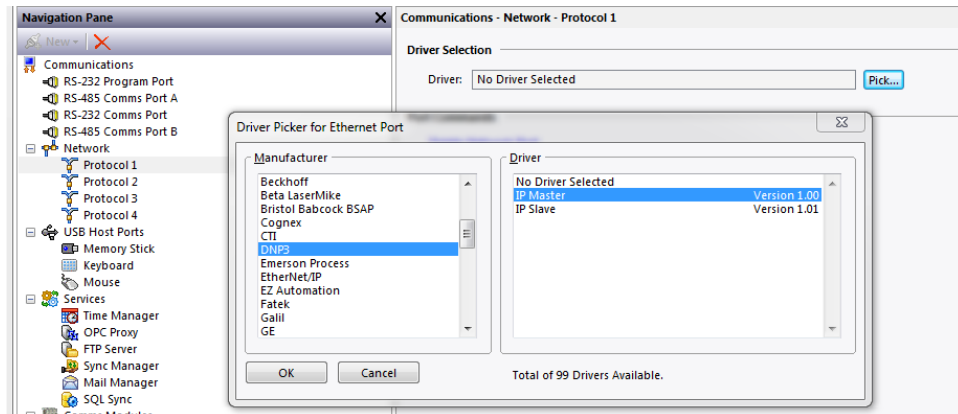 Navigation Pane
New
Communications
RS-232 Program Port
RS-485 Comms Port A
RS-232 Comms Port
RS-485 Comms Port B
Network
Protocol 1
Protocol 2
Protocol 3
Protocol 4
USB Host Ports
Memory Stick
Keyboard
Mouse
Services
Time Manager
OPC Proxy
FTP Server
Sync Manager
Mail Manager
SQL Sync
Comms Modules
Communications - Network - Protocol 1
Driver Selection
Driver: No Driver Selected Pick...
Driver Picker for Ethernet Port
Manufacturer
Beckhoff
Beta LaserMike
Bristol Babcock BSAP
Cognex
CTI
DNP3
Emerson Process
EtherNet/IP
EZ Automation
Fatek
Galil
GE
Driver
No Driver Selected
IP Master Version 1.00
IP Slave Version 1.01
OK Cancel
Total of 99 Drivers Available.